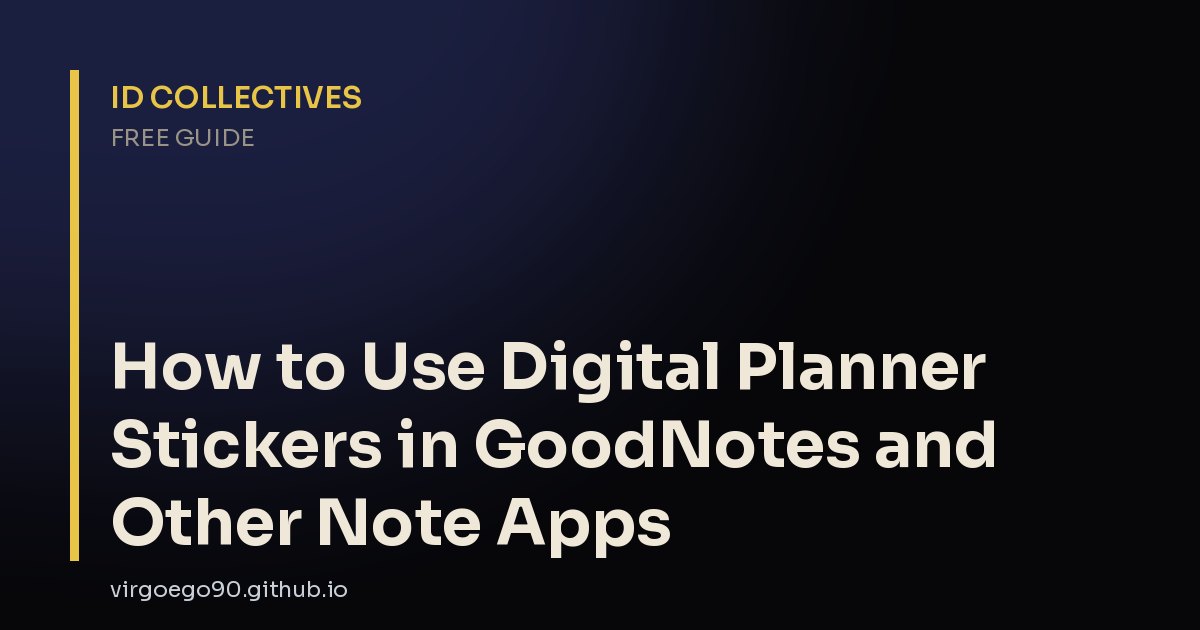 ID COLLECTIVES
FREE GUIDE
How to Use Digital Planner
Stickers in GoodNotes and
Other Note Apps
virgoego90.github.io